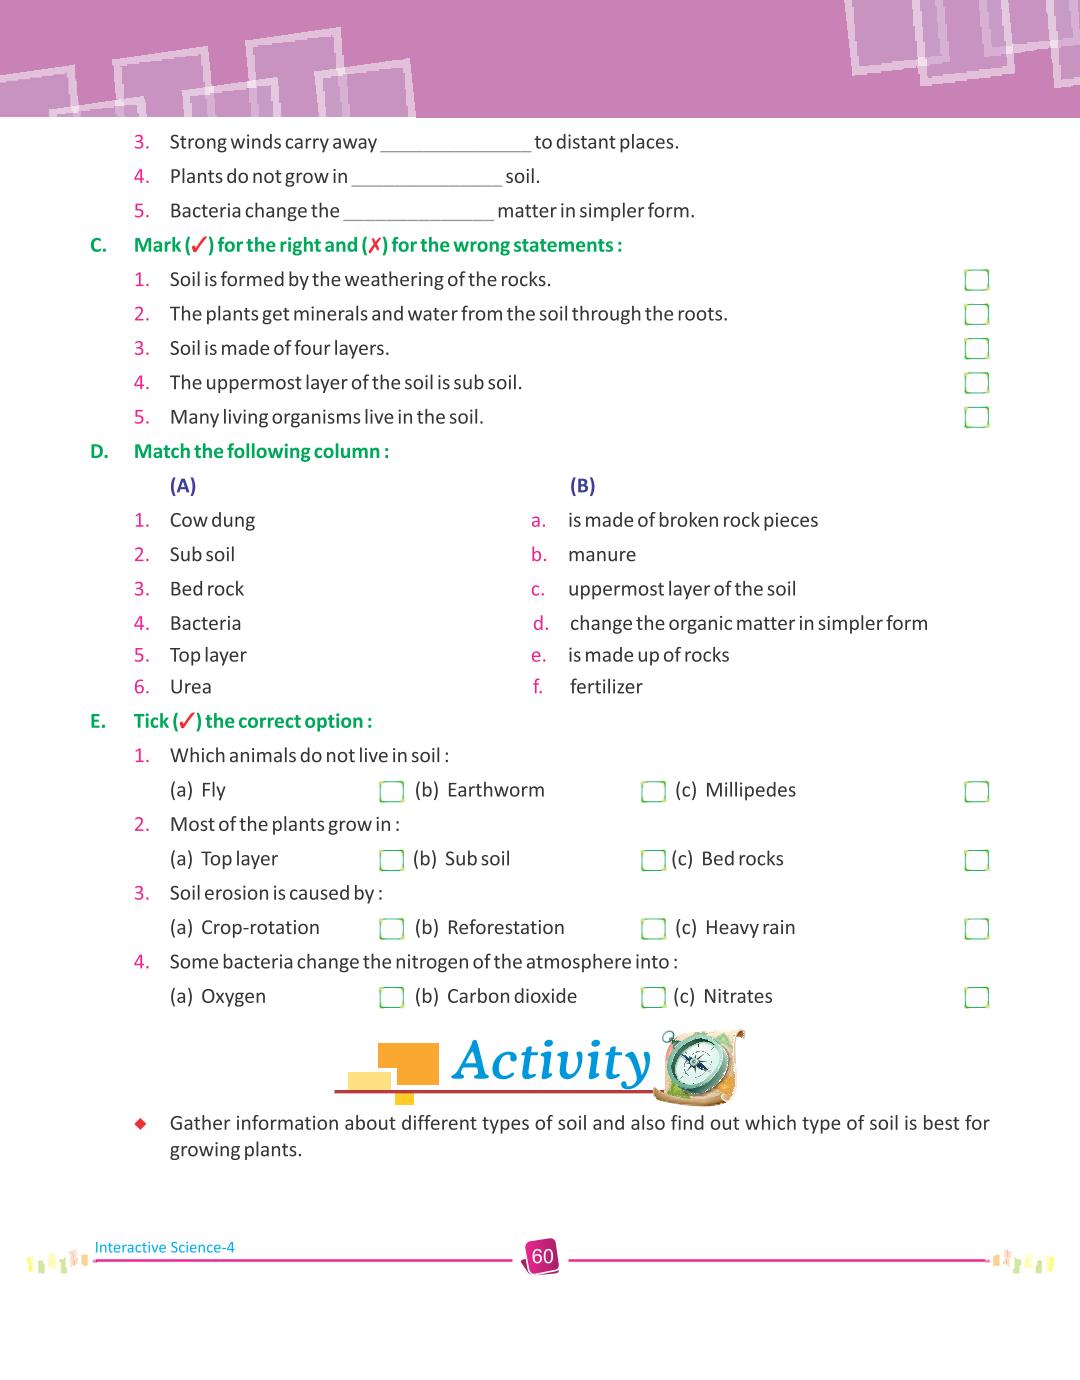 3. Strong winds carry away ______________ to distant places.
4. Plants do not grow in ______________ soil.
5. Bacteria change the ______________ matter in simpler form.
C. Mark (✓) for the right and (✗) for the wrong statements :
1. Soil is formed by the weathering of the rocks.
2. The plants get minerals and water from the soil through the roots.
3. Soil is made of four layers.
4. The uppermost layer of the soil is sub soil.
5. Many living organisms live in the soil.
D. Match the following column :
(A) (B)
1. Cow dung a. is made of broken rock pieces
2. Sub soil b. manure
3. Bed rock c. uppermost layer of the soil
4. Bacteria d. change the organic matter in simpler form
5. Top layer e. is made up of rocks
6. Urea f. fertilizer
E. Tick (✓) the correct option :
1. Which animals do not live in soil :
(a) Fly (b) Earthworm (c) Millipedes
2. Most of the plants grow in :
(a) Top layer (b) Sub soil (c) Bed rocks
3. Soil erosion is caused by :
(a) Crop-rotation (b) Reforestation (c) Heavy rain
4. Some bacteria change the nitrogen of the atmosphere into :
(a) Oxygen (b) Carbon dioxide (c) Nitrates
Activity
◆ Gather information about different types of soil and also find out which type of soil is best for
growing plants.
Interactive Science-4
60